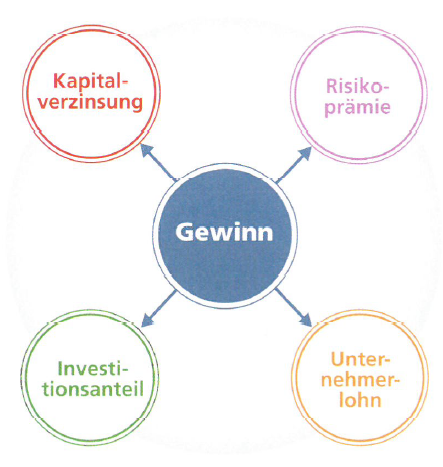 Kapital-
verzinsung
Risiko-
prämie
Gewinn
Investi-
tionsanteil
Unter-
nehmer-
lohn